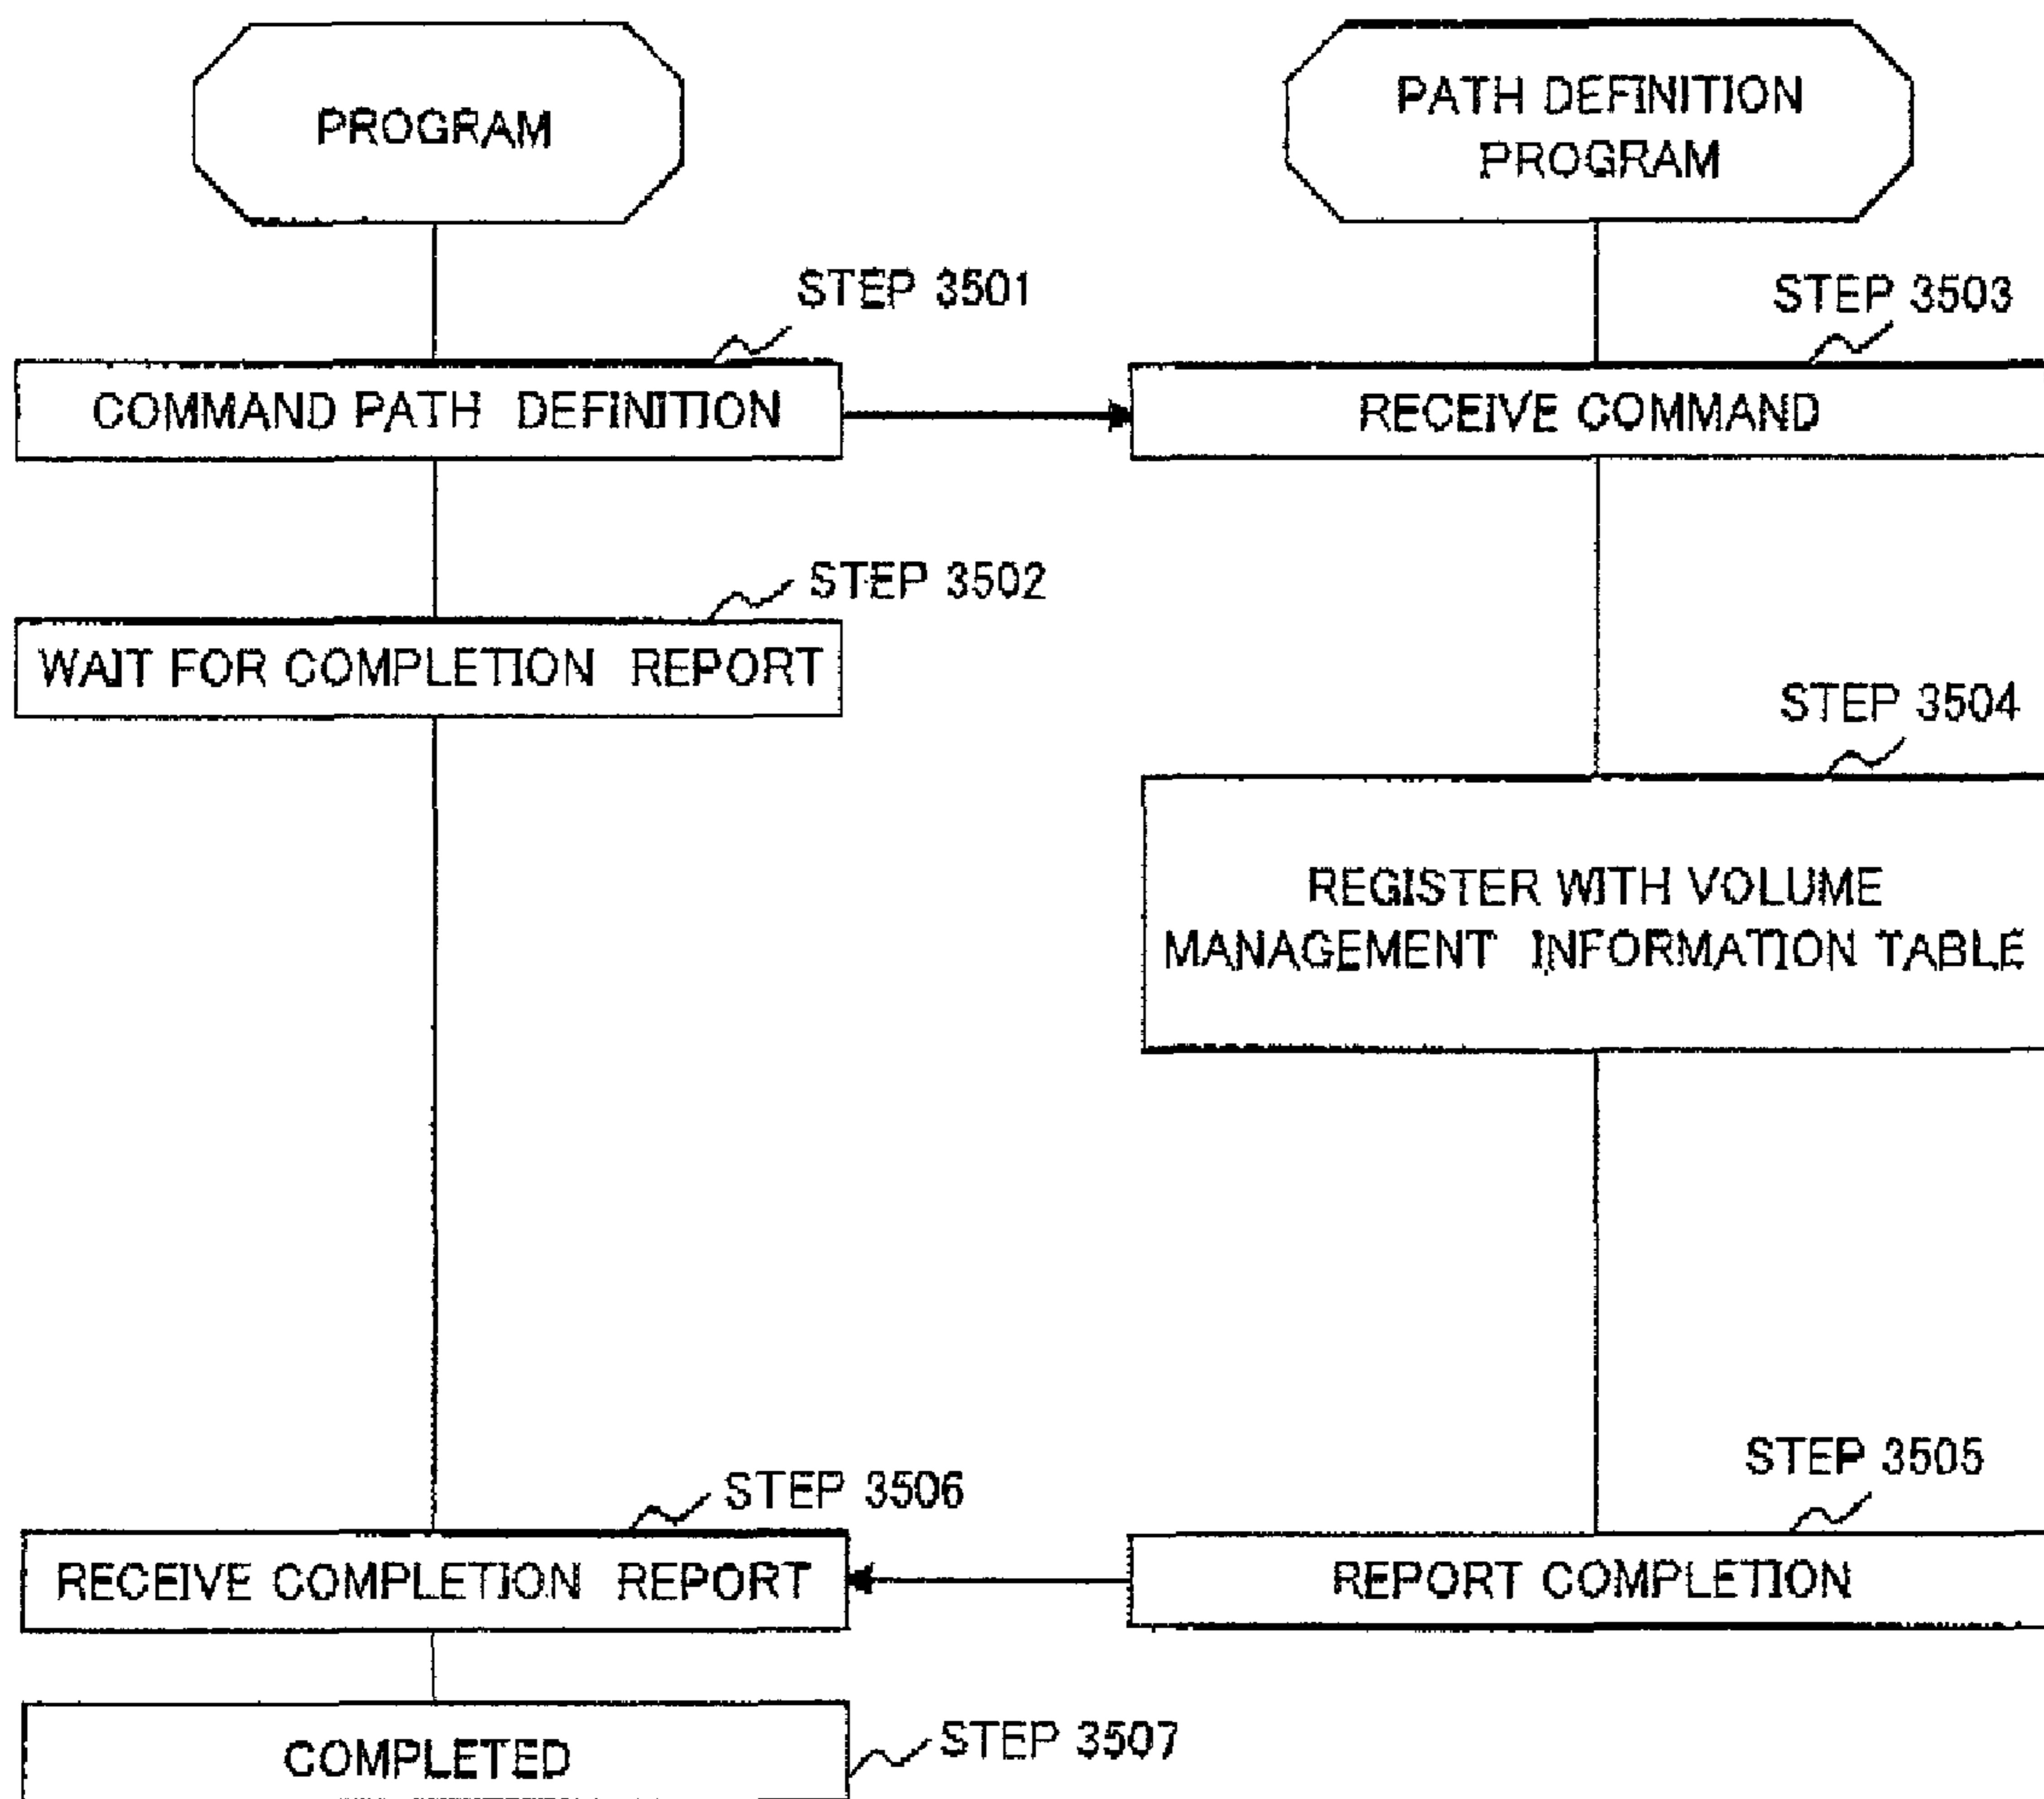 PROGRAM
PATH DEFINITION
PROGRAM
STEP 3501
STEP 3503
COMMAND PATH DEFINITION
RECEIVE COMMAND
STEP 3502
WAIT FOR COMPLETION REPORT
STEP 3504
REGISTER WITH VOLUME
MANAGEMENT INFORMATION TABLE
STEP 3505
STEP 3506
RECEIVE COMPLETION REPORT
REPORT COMPLETION
COMPLETED
STEP 3507